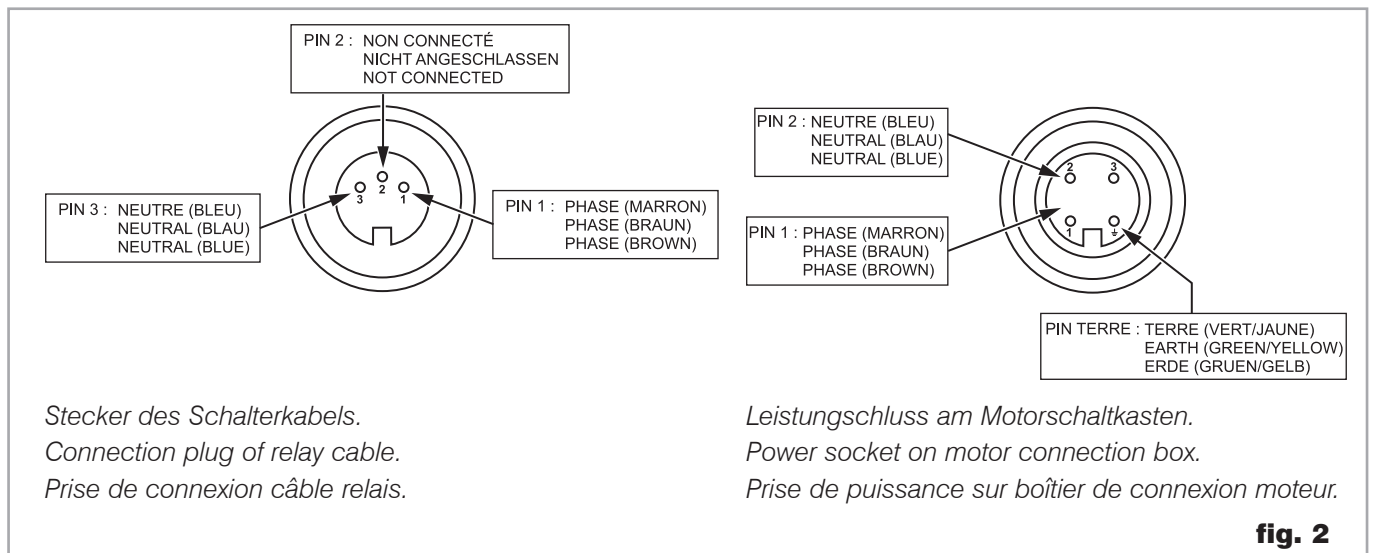 PIN 2 : NON CONNECTÉ
NICHT ANGESCHLASSEN
NOT CONNECTED
2
3
1
PIN 3 : NEUTRE (BLEU)
NEUTRAL (BLAU)
NEUTRAL (BLUE)
PIN 1 : PHASE (MARRON)
PHASE (BRAUN)
PHASE (BROWN)
Stecker des Schalterkabels.
Connection plug of relay cable.
Prise de connexion câble relais.
PIN 2 : NEUTRE (BLEU)
NEUTRAL (BLAU)
NEUTRAL (BLUE)
2 3
1
PIN 1 : PHASE (MARRON)
PHASE (BRAUN)
PHASE (BROWN)
PIN TERRE : TERRE (VERT/JAUNE)
EARTH (GREEN/YELLOW)
ERDE (GRUEN/GELB)
Leistungschluss am Motorschaltkasten.
Power socket on motor connection box.
Prise de puissance sur boîtier de connexion moteur.
fig. 2